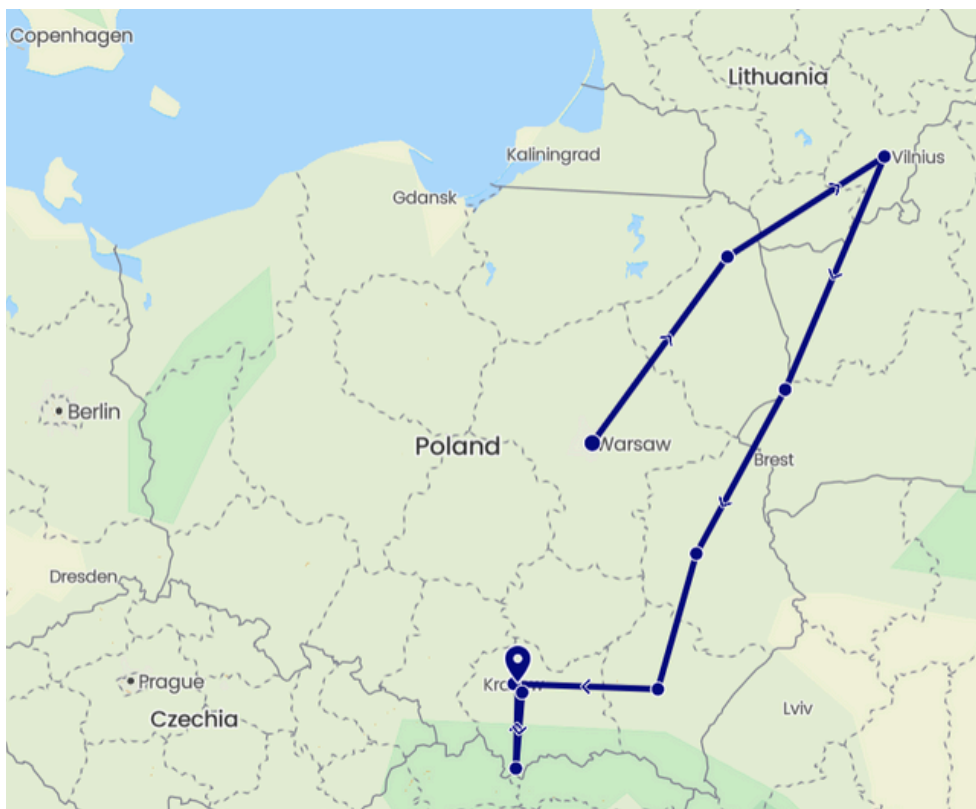 Copenhagen
Lithuania
Kaliningrad
Vilnius
Gdansk
Berlin
Poland
Warsaw
Brest
Dresden
Prague
Czechia
Lviv